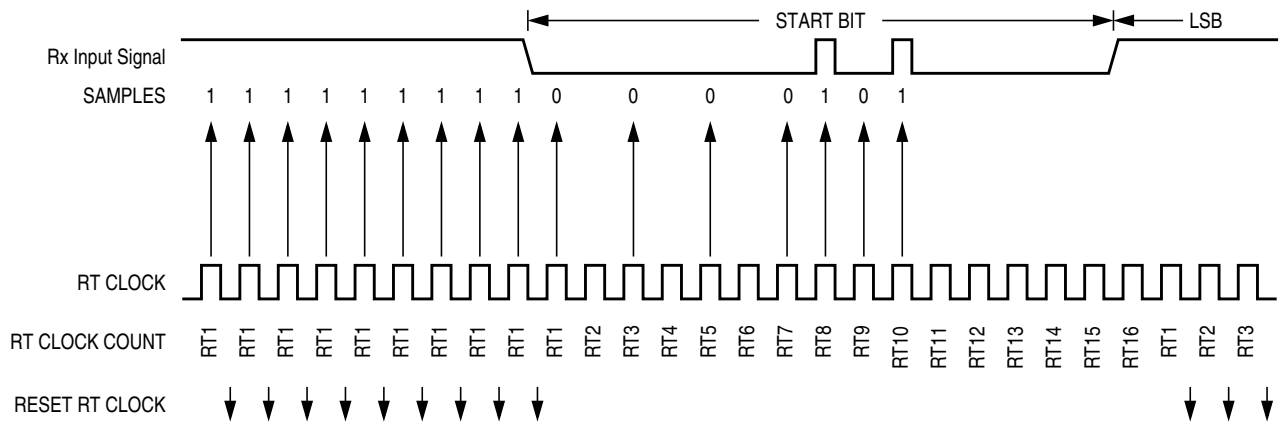 START BIT LSB
Rx Input Signal
SAMPLES 1 1 1 1 1 1 1 1 1 0 0 0 0 1 0 1
RT CLOCK
RT CLOCK COUNT RT1 RT1 RT1 RT1 RT1 RT1 RT1 RT1 RT1 RT1 RT2 RT3 RT4 RT5 RT6 RT7 RT8 RT9 RT10 RT11 RT12 RT13 RT14 RT15 RT16 RT1 RT2 RT3
RESET RT CLOCK